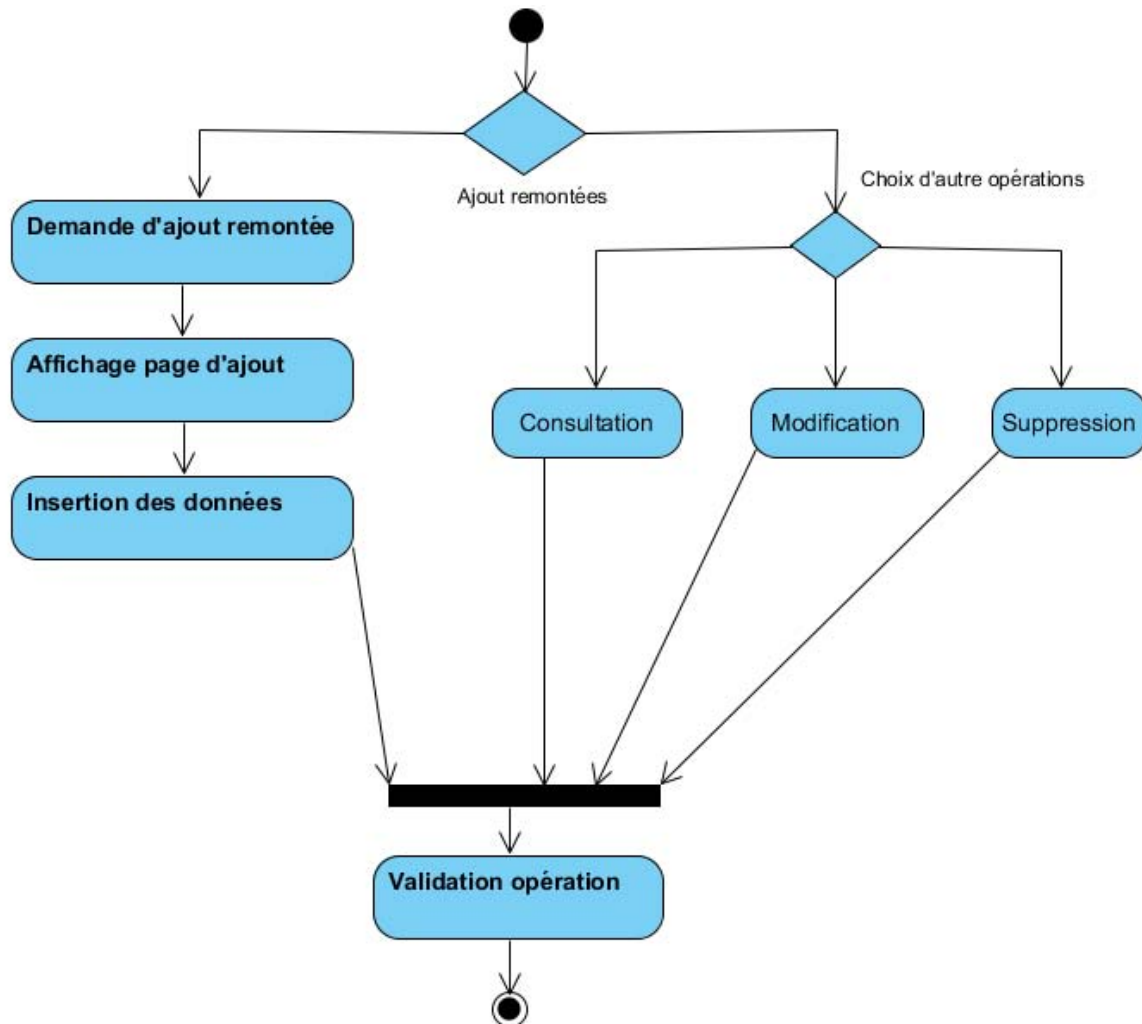 Ajout remontées
Choix d'autre opérations
Demande d'ajout remontée
Affichage page d'ajout
Insertion des données
Consultation
Modification
Suppression
Validation opération